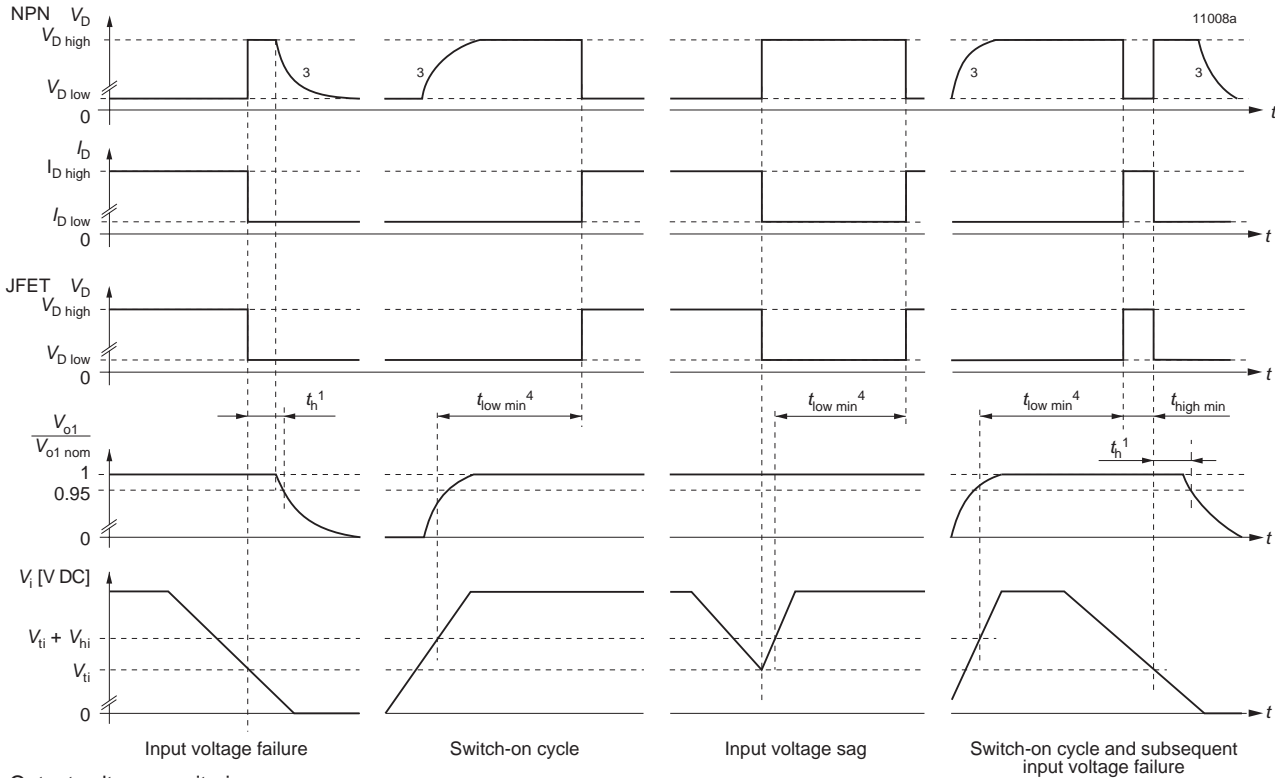 NPN V_D
11008a
V_D high
3 3 3 3
V_D low
0
t
I_D
I_D high
I_D low
0
t
JFET V_D
V_D high
V_D low
0
t
t_h^1 t_low min^4 t_low min^4 t_low min^4 t_high min
V_o1
V_o1 nom
t_h^1
1
0.95
0
t
V_i [V DC]
V_ti + V_hi
V_ti
0
t
Input voltage failure Switch-on cycle Input voltage sag Switch-on cycle and subsequent
input voltage failure